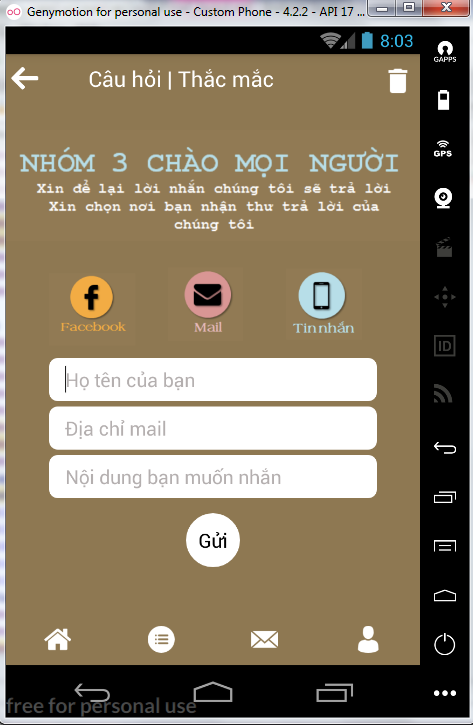 Genymotion for personal use - Custom Phone - 4.2.2 - API 17 ...
8:03
GAPPS
Câu hỏi | Thắc mắc
GPS
NHÓM 3 CHÀO MỌI NGƯỜI
Xin để lại lời nhắn chúng tôi sẽ trả lời
Xin chọn nơi bạn nhận thư trả lời của
chúng tôi
Facebook
Mail
Tin nhắn
ID
Họ tên của bạn
Địa chỉ mail
Nội dung bạn muốn nhắn
Gửi
free for personal use